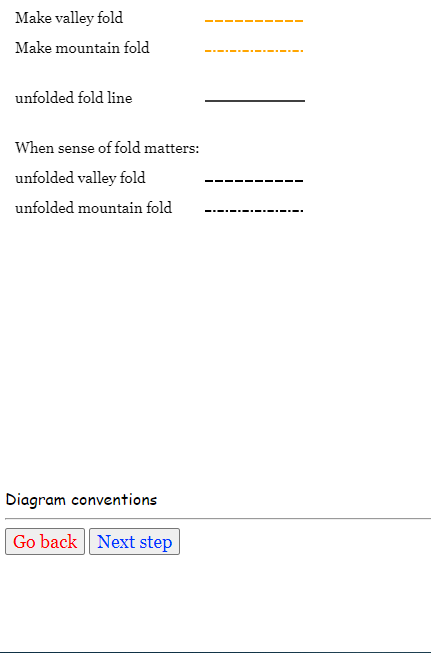 Make valley fold
Make mountain fold
unfolded fold line
When sense of fold matters:
unfolded valley fold
unfolded mountain fold
Diagram conventions
Go back Next step